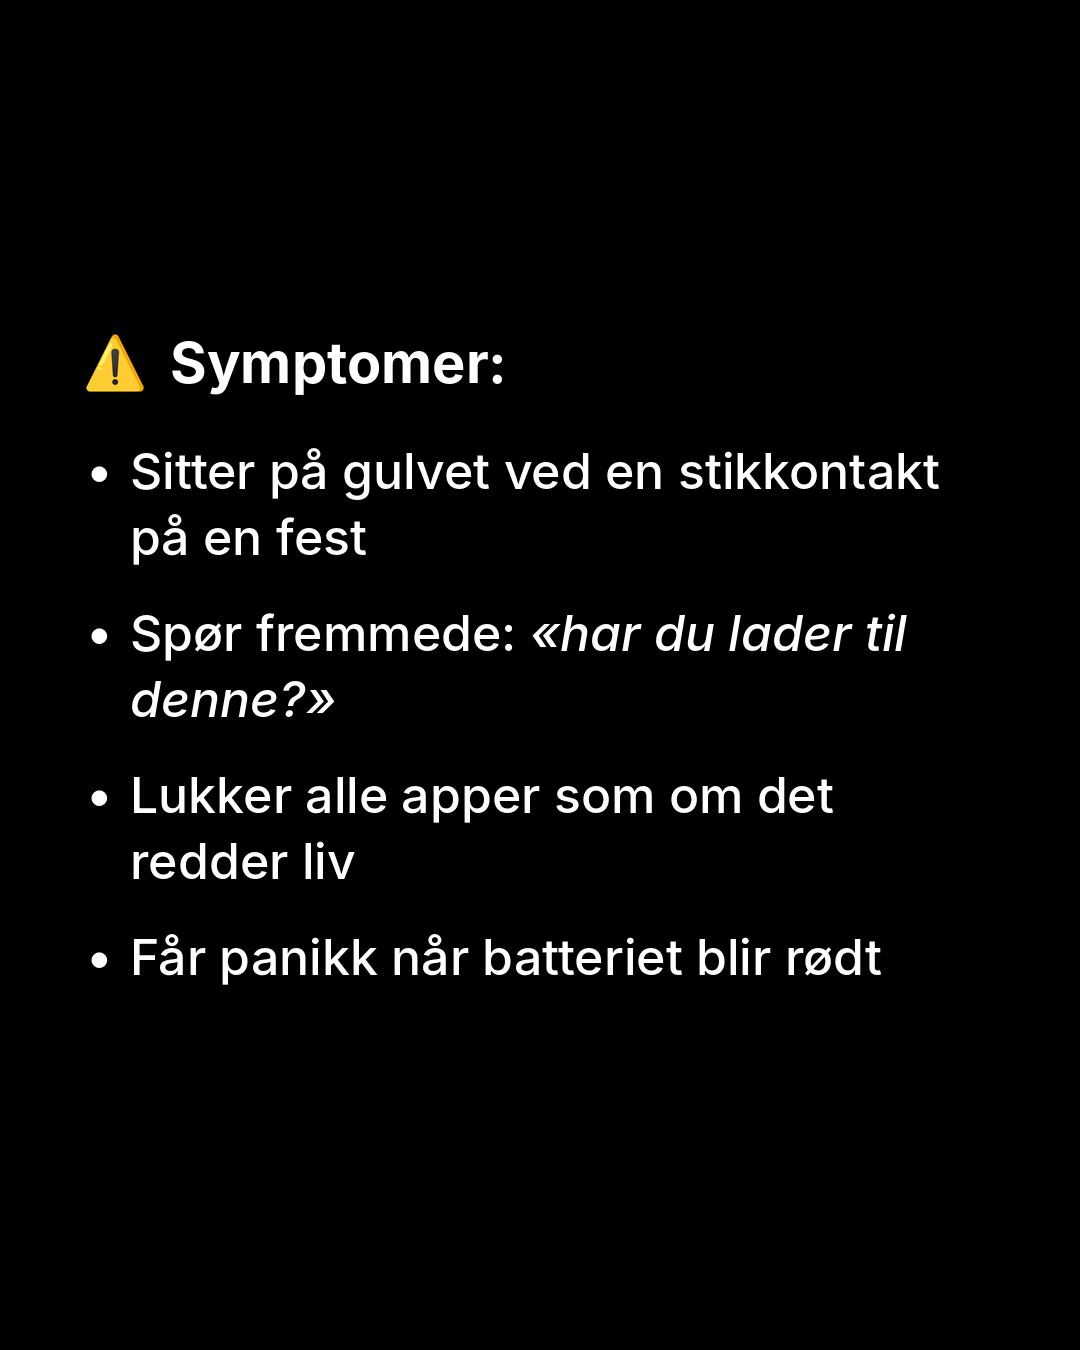 ⚠️ Symptomer:
• Sitter på gulvet ved en stikkontakt
på en fest
• Spør fremmede: «har du lader til
denne?»
• Lukker alle apper som om det
redder liv
• Får panikk når batteriet blir rødt